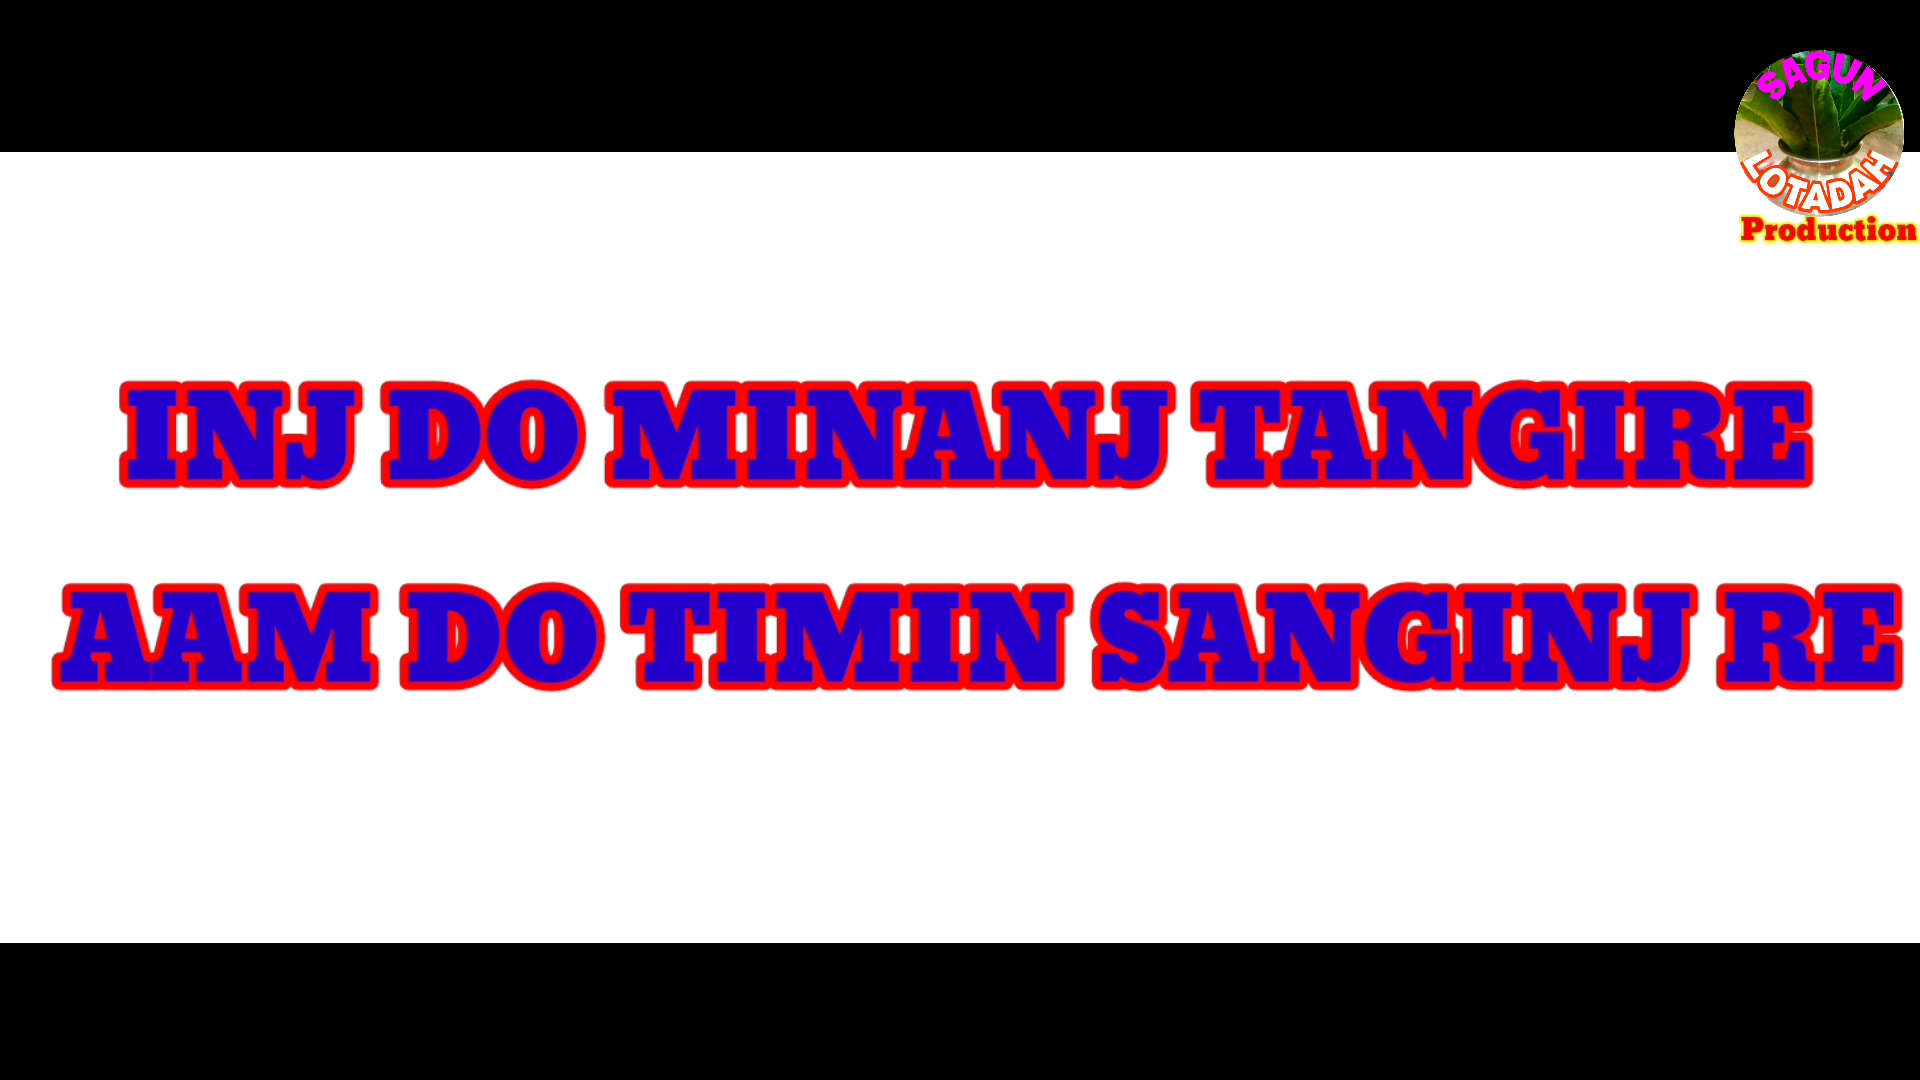 SAGUN
LOTADAH
Production
INJ DO MINANJ TANGIRE
AAM DO TIMIN SANGINJ RE